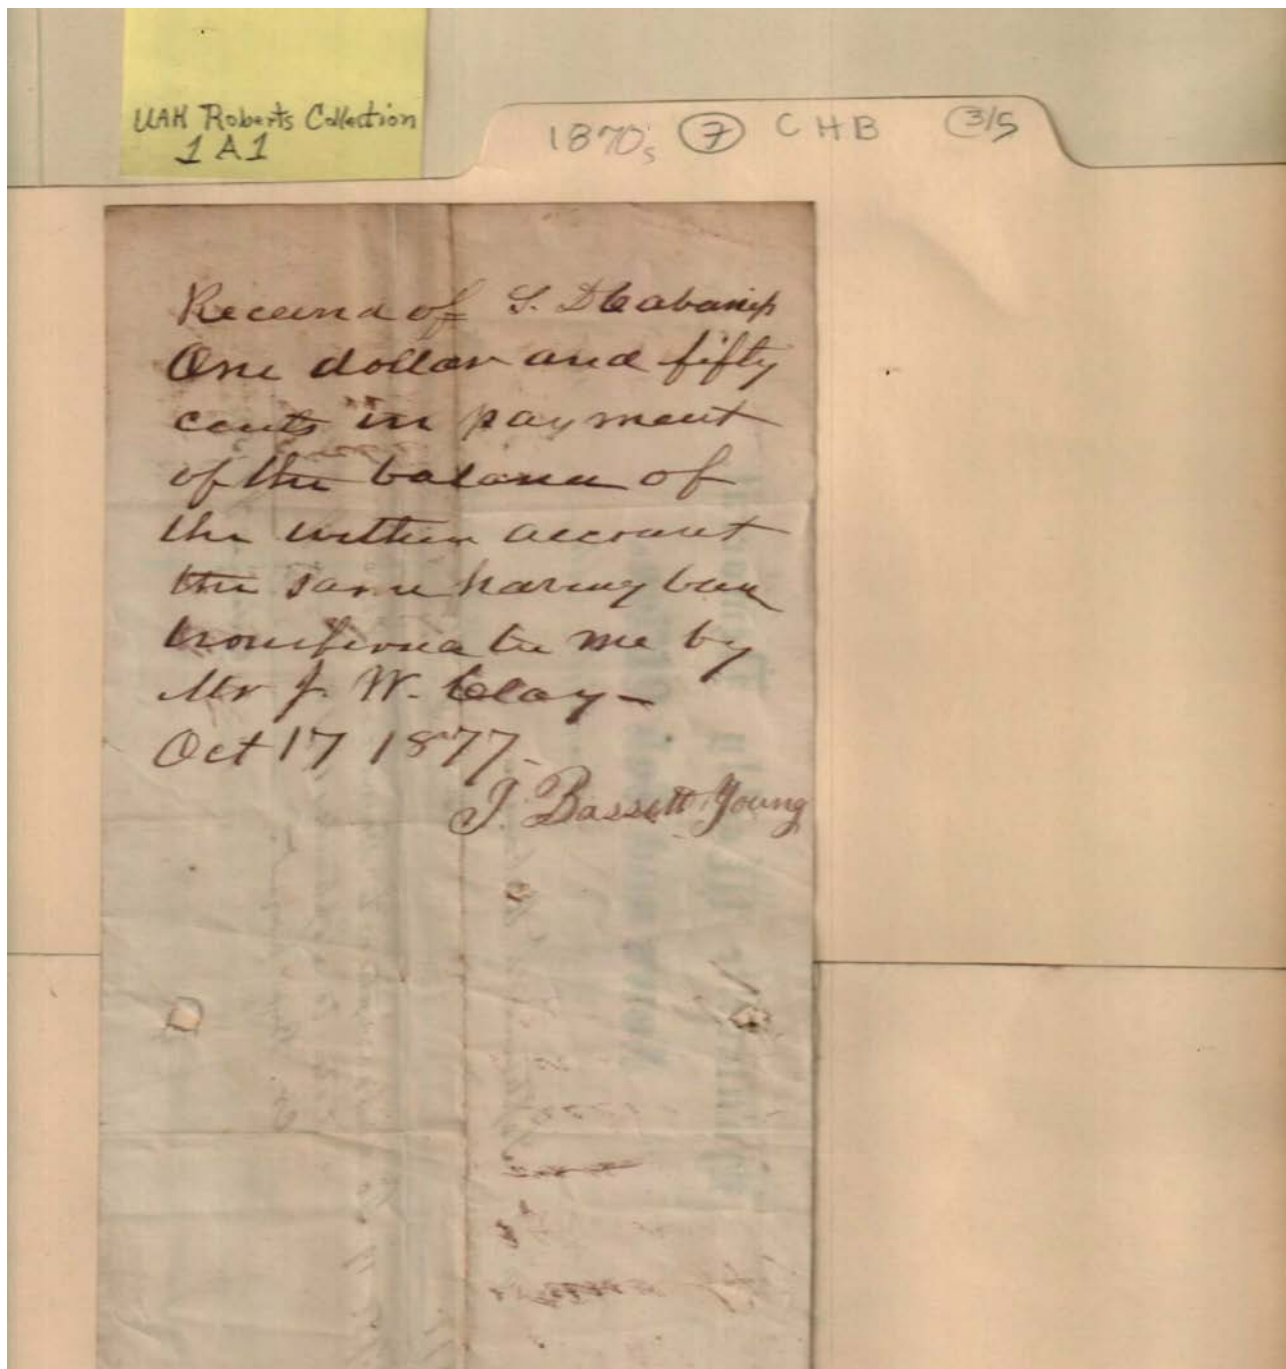 UAH Roberts Collection
1A1
1870s 7 CHB 3/5
Received of S. D Cabaniss
One dollar and fifty
cents in payment
of the balance of
the within account
the same having been
transferred to me by
Mr J. W. Clay-
Oct 17 1877-
J. Bassett Young